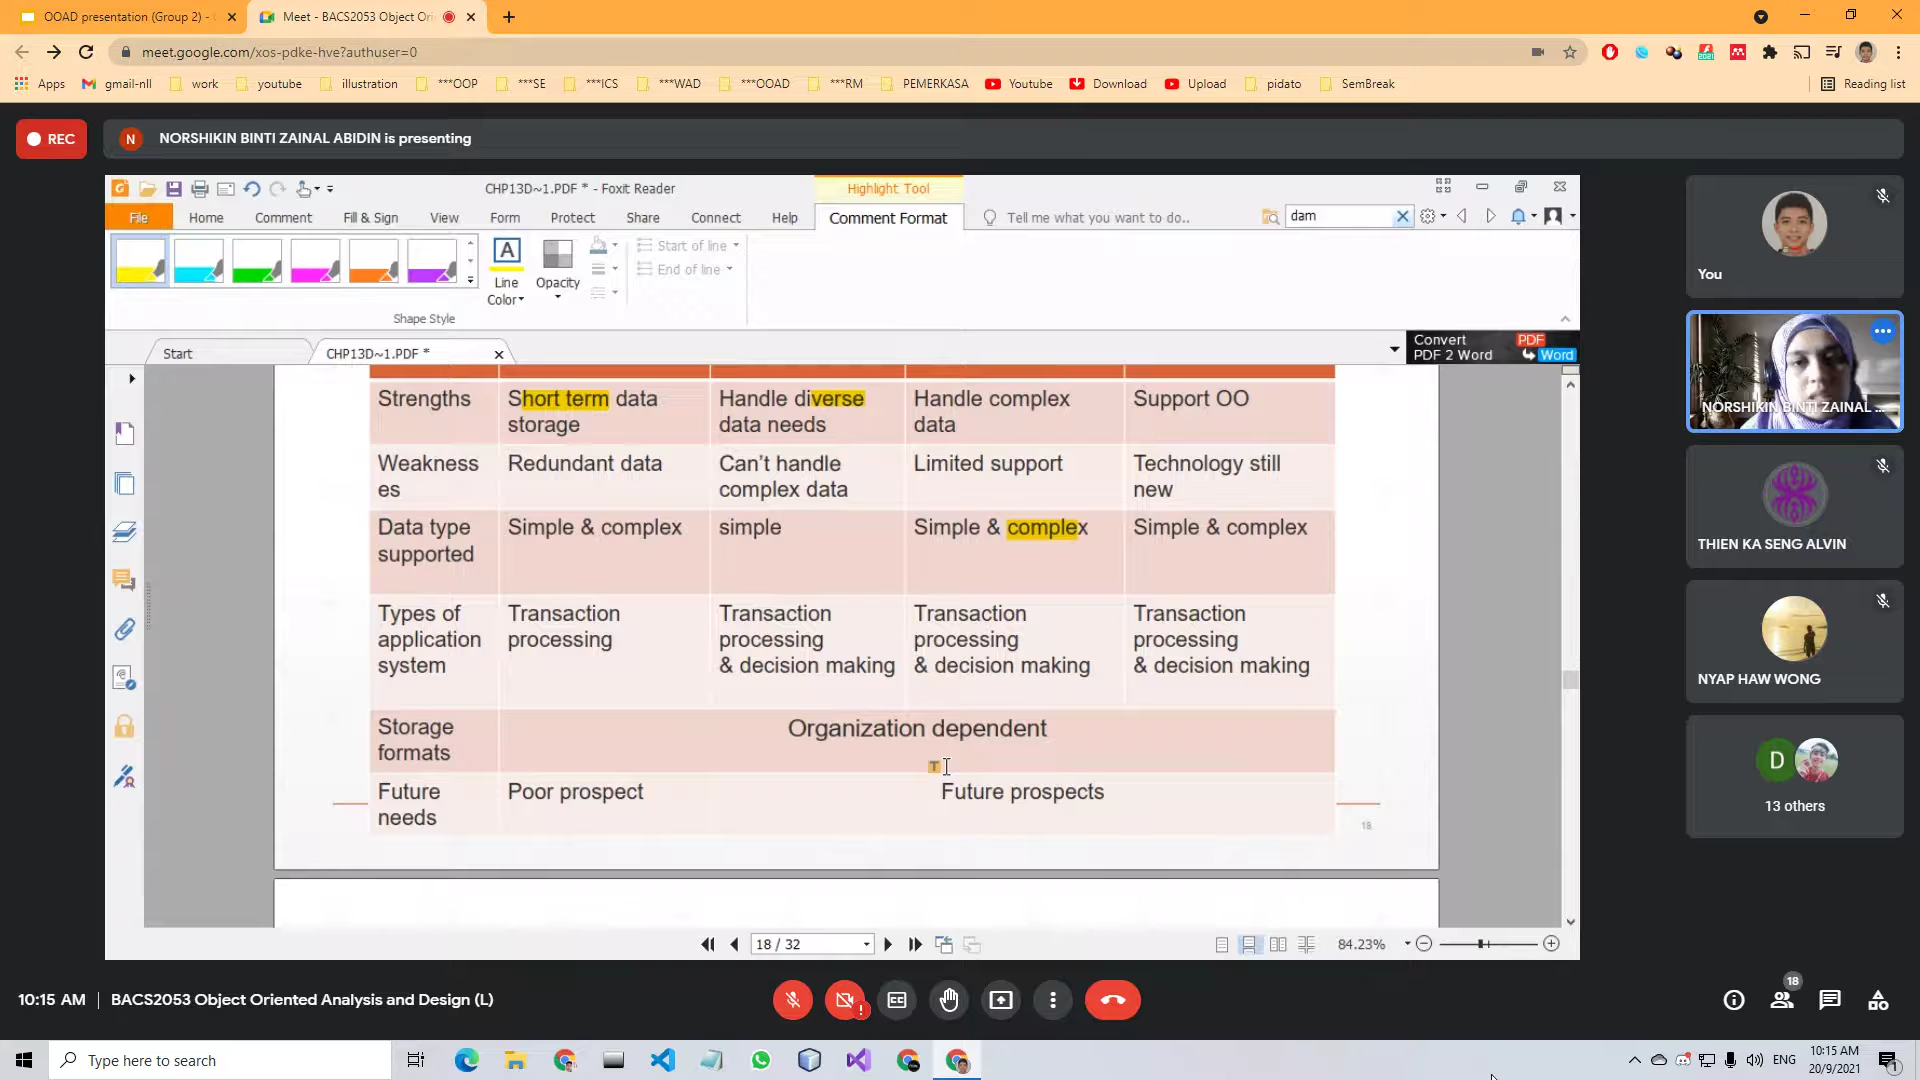 OOAD presentation (Group 2) -
Meet - BACS2053 Object Ori
meet.google.com/xos-pdke-hve?authuser=0
Apps
gmail-nll
work
youtube
illustration
***OOP
***SE
***ICS
***WAD
***OOAD
***RM
PEMERKASA
Youtube
Download
Upload
pidato
SemBreak
Reading list
REC
N
NORSHIKIN BINTI ZAINAL ABIDIN is presenting
CHP13D~1.PDF * - Foxit Reader
Highlight Tool
File
Home
Comment
Fill & Sign
View
Form
Protect
Share
Connect
Help
Comment Format
Tell me what you want to do..
dam
A
Line
Color
Opacity
Start of line
End of line
Shape Style
Start
CHP13D~1.PDF *
Convert PDF
PDF 2 Word Word
Strengths
Short term data
storage
Handle diverse
data needs
Handle complex
data
Support OO
Weakness
es
Redundant data
Can't handle
complex data
Limited support
Technology still
new
Data type
supported
Simple & complex
simple
Simple & complex
Simple & complex
Types of
application
system
Transaction
processing
Transaction
processing
& decision making
Transaction
processing
& decision making
Transaction
processing
& decision making
Storage
formats
Organization dependent
T
Future
needs
Poor prospect
Future prospects
18
18 / 32
84.23%
You
NORSHIKIN BINTI ZAINAL ...
THIEN KA SENG ALVIN
NYAP HAW WONG
D
13 others
10:15 AM
BACS2053 Object Oriented Analysis and Design (L)
18
Type here to search
ENG
10:15 AM
20/9/2021
1